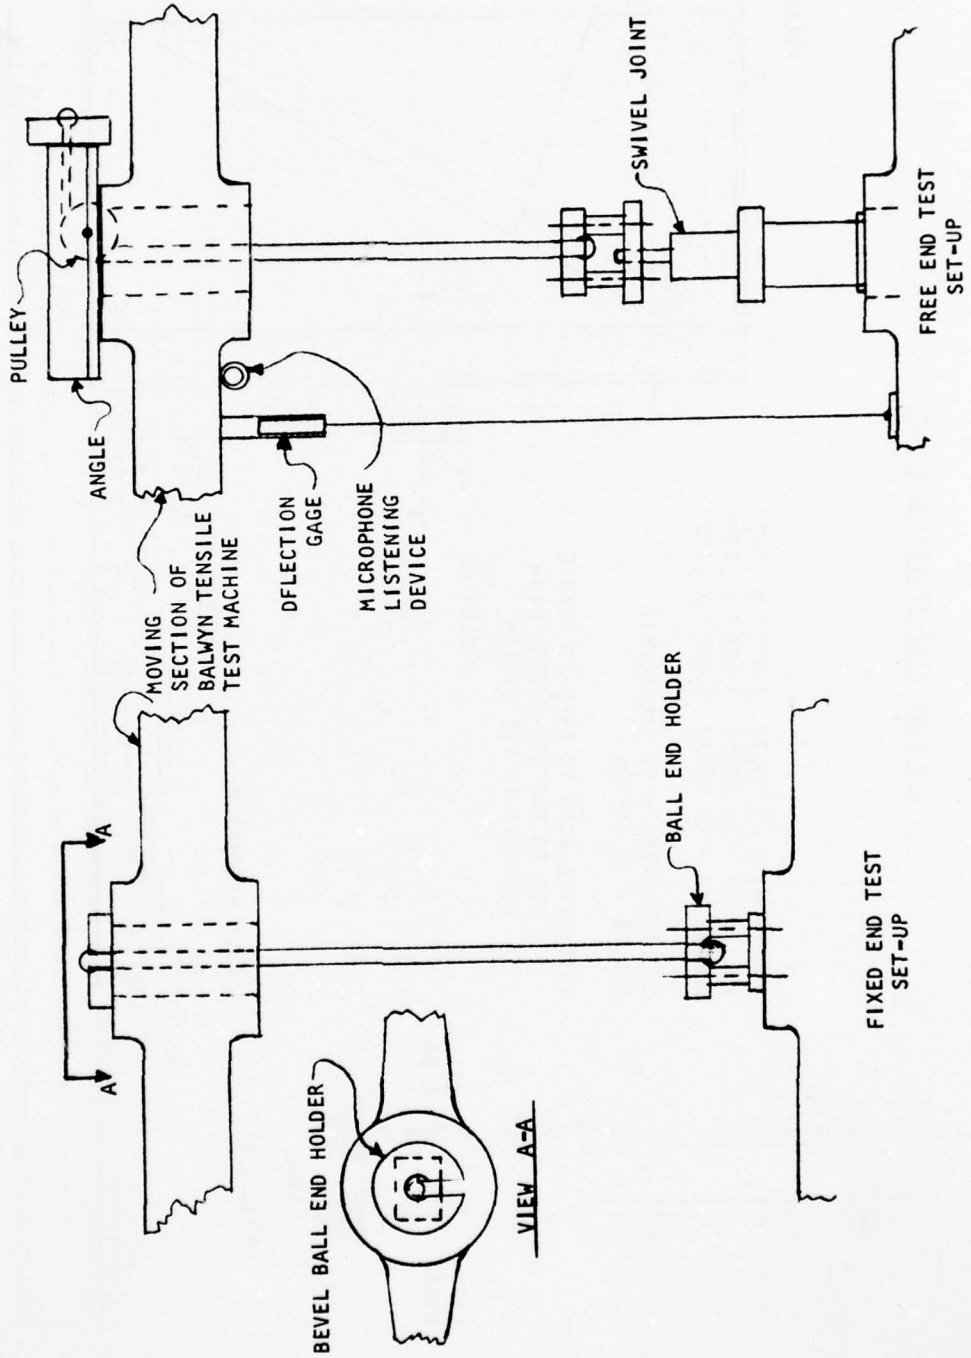 PULLEY
ANGLE
MOVING
SECTION OF
BALWYN TENSILE
TEST MACHINE
DFLECTION
GAGE
MICROPHONE
LISTENING
DEVICE
SWIVEL JOINT
FREE END TEST
SET-UP
A
A
BEVEL BALL END HOLDER
VIEW A-A
BALL END HOLDER
FIXED END TEST
SET-UP